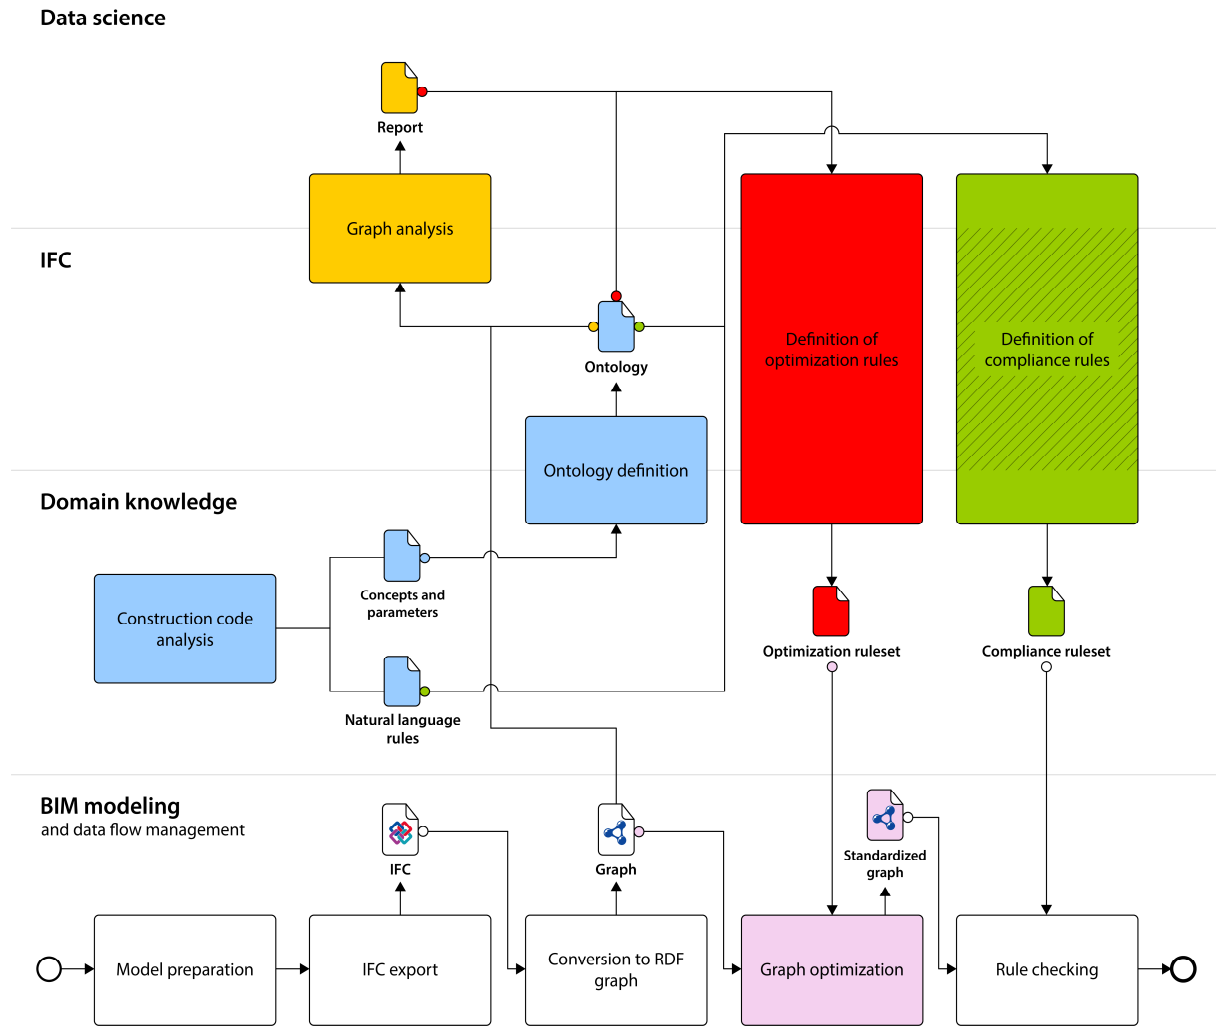 Data science
Report
Graph analysis
IFC
Ontology
Definition of
optimization rules
Definition of
compliance rules
Ontology definition
Domain knowledge
Concepts and
parameters
Construction code
analysis
Optimization ruleset
Compliance ruleset
Natural language
rules
BIM modeling
and data flow management
IFC
Graph
Standardized
graph
Model preparation
IFC export
Conversion to RDF
graph
Graph optimization
Rule checking